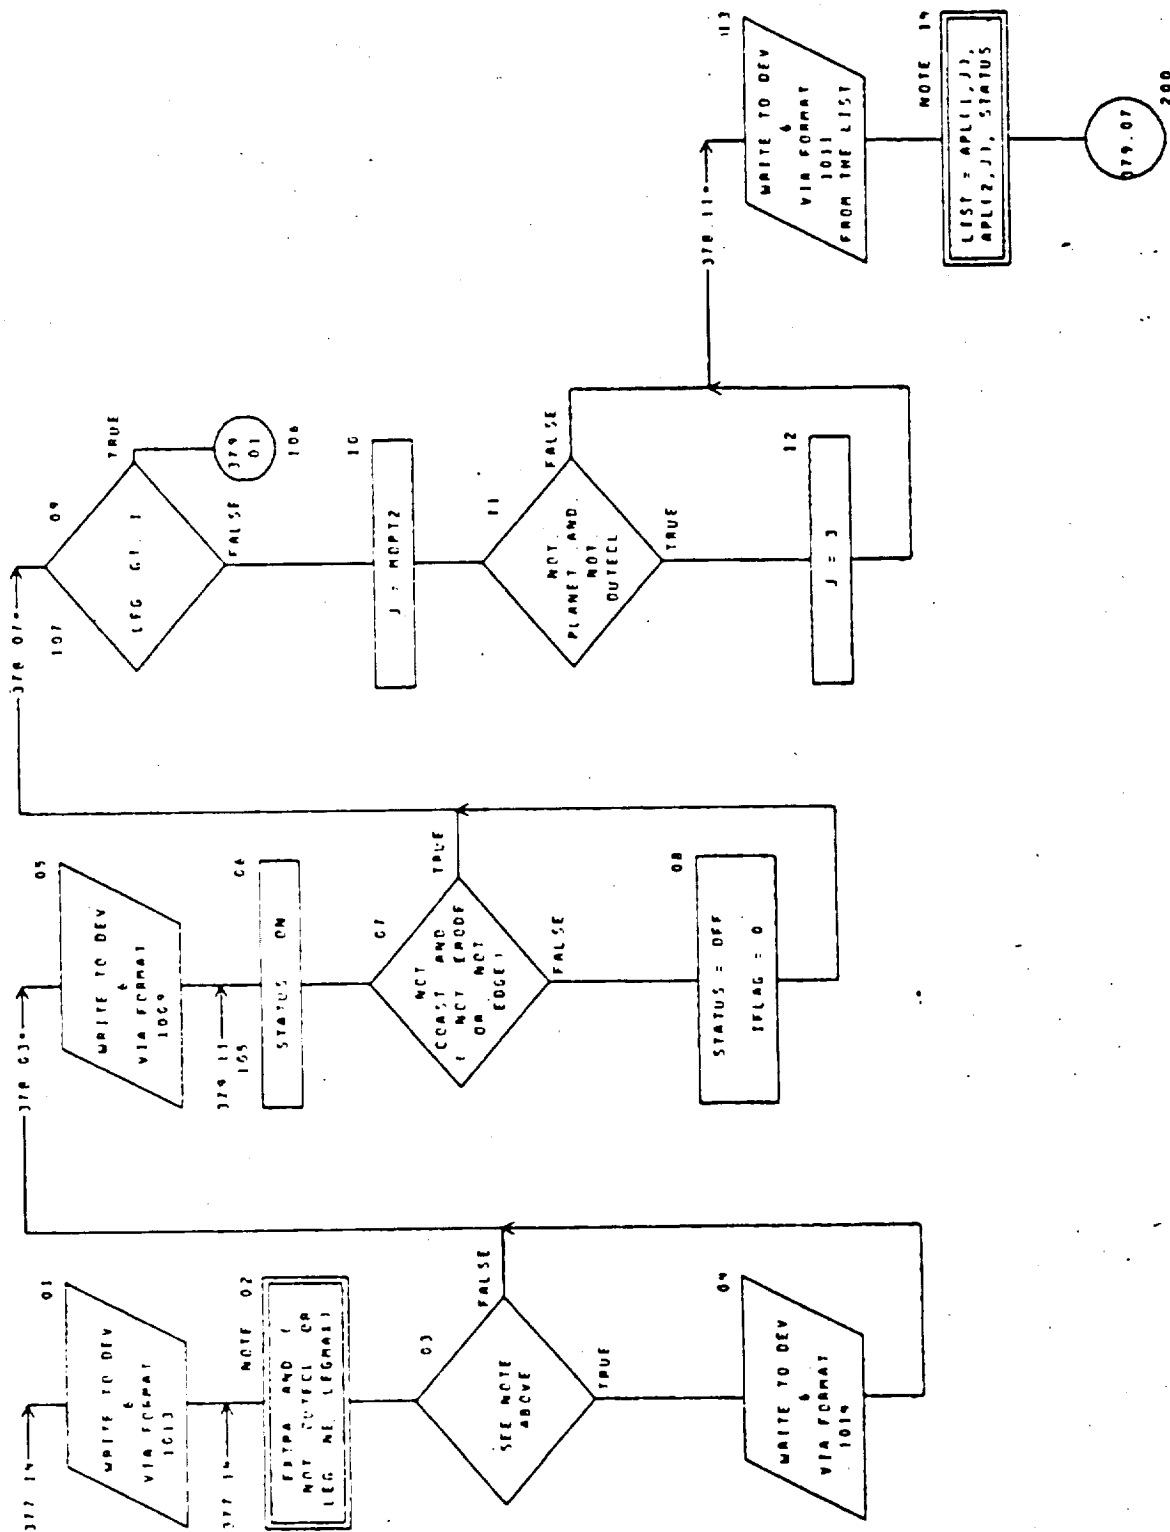 377 14
01
WRITE TO DEV
6
VIA FORMAT
1013
377 14
NOTE 02
EXTRA AND (
NOT OUTECL OR
LEG NE LEGMAX)
03
SEE NOTE
ABOVE
FALSE
TRUE
04
WRITE TO DEV
6
VIA FORMAT
1014
378 03*
05
WRITE TO DEV
6
VIA FORMAT
1009
379 11
105
06
STATUS ON
07
NOT
COAST AND
( NOT ERODE
OR NOT
EDGE)
TRUE
FALSE
08
STATUS = OFF
IFLAG = 0
378 07*
107
09
LEG GT. 1
TRUE
379
01
106
FALSE
10
J = MOPT2
11
NOT.
PLANET AND.
NOT.
OUTECL
FALSE
TRUE
12
J = 3
378.11*
13
WRITE TO DEV
6
VIA FORMAT
1011
FROM THE LIST
NOTE 14
LIST = APL(1,J),
APL(2,J), STATUS
379.07
200